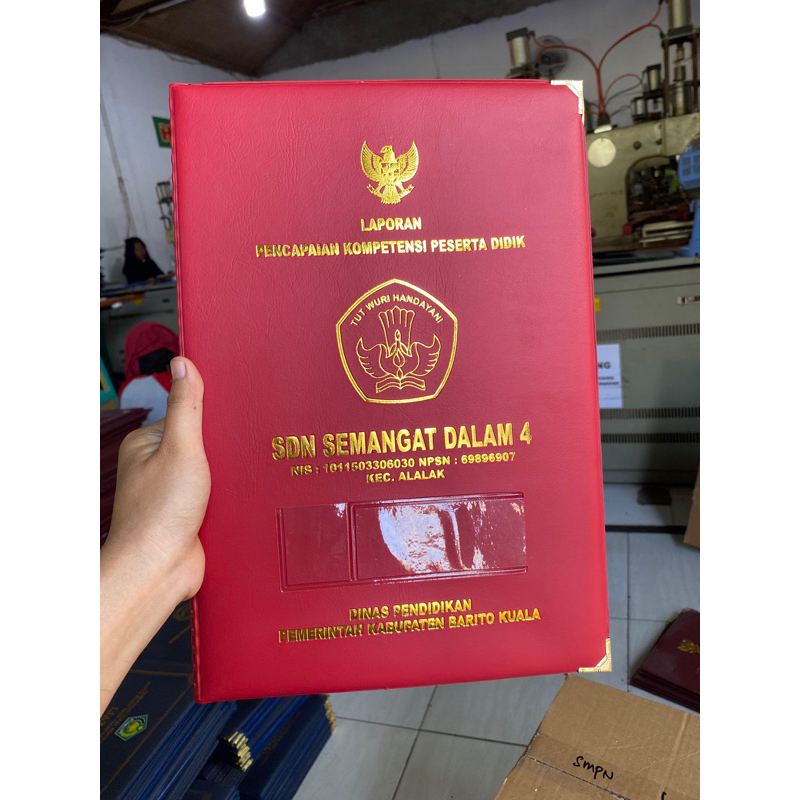 LAPORAN
PENCAPAIAN KOMPETENSI PESERTA DIDIK
TUT WURI HANDAYANI
SDN SEMANGAT DALAM 4
NIS : 1011503306030 NPSN : 69896907
KEC. ALALAK
DINAS PENDIDIKAN
PEMERINTAH KABUPATEN BARITO KUALA
SMPN